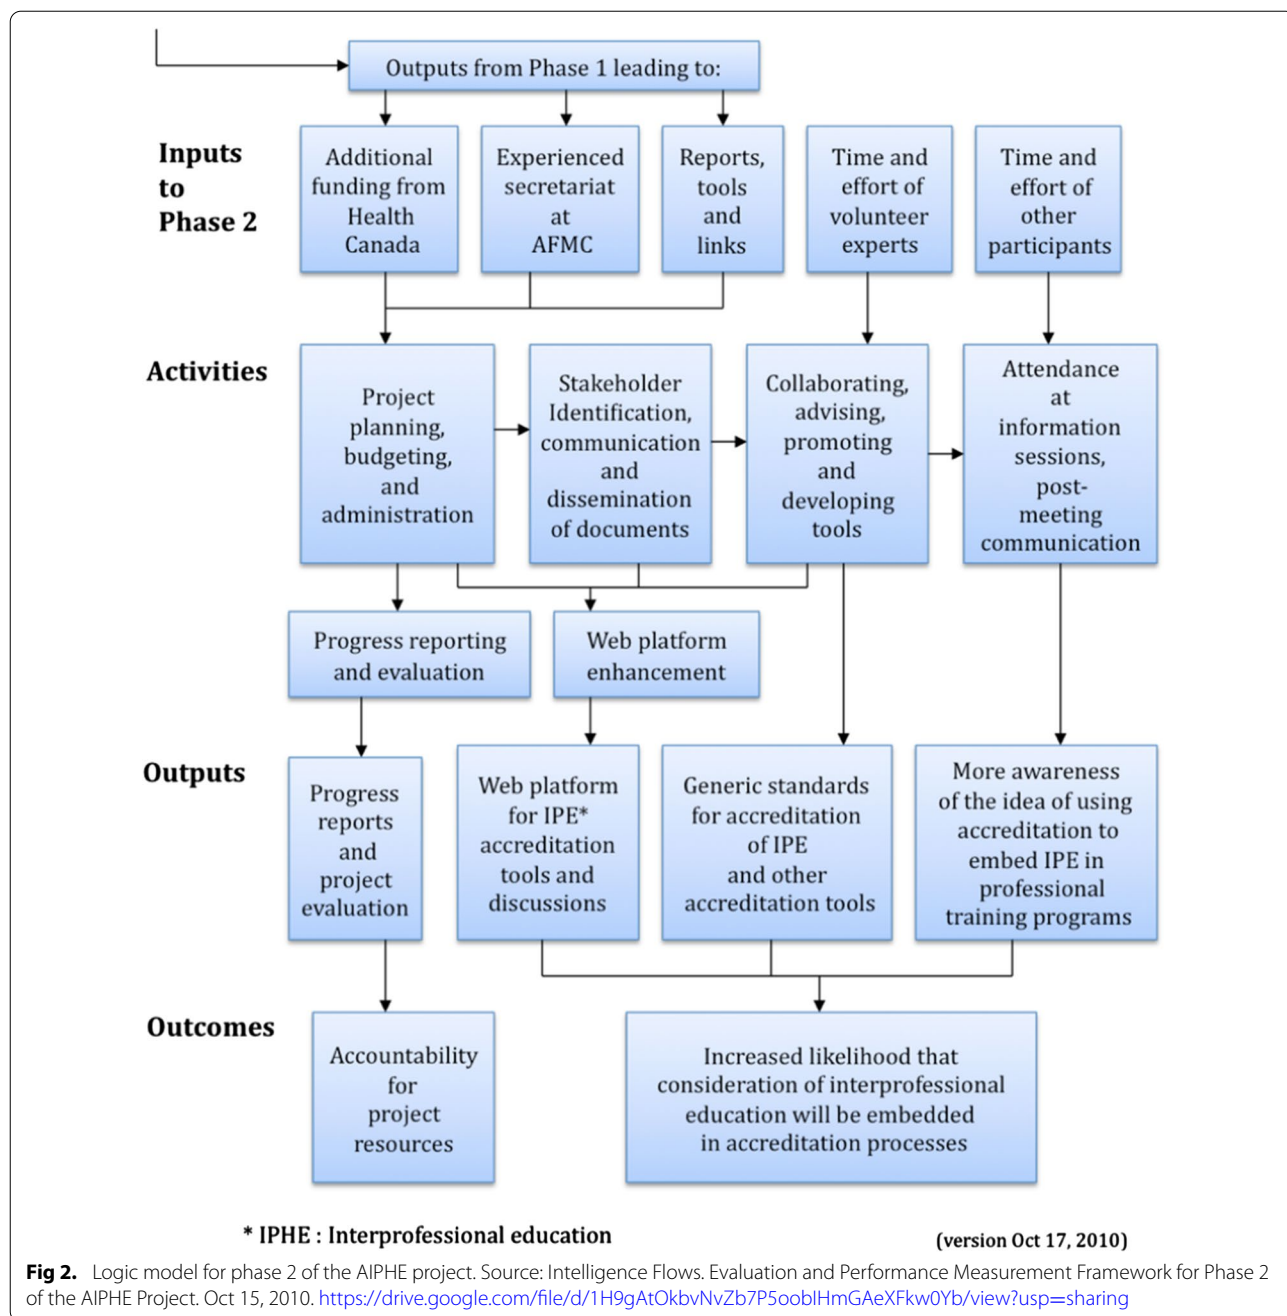 Outputs from Phase 1 leading to:
Inputs
to
Phase 2
Additional
funding from
Health
Canada
Experienced
secretariat
at
AFMC
Reports,
tools
and
links
Time and
effort of
volunteer
experts
Time and
effort of
other
participants
Activities
Project
planning,
budgeting,
and
administration
Stakeholder
Identification,
communication
and
dissemination
of documents
Collaborating,
advising,
promoting
and
developing
tools
Attendance
at
information
sessions,
post-
meeting
communication
Progress reporting
and evaluation
Web platform
enhancement
Outputs
Progress
reports
and
project
evaluation
Web platform
for IPE*
accreditation
tools and
discussions
Generic standards
for accreditation
of IPE
and other
accreditation tools
More awareness
of the idea of using
accreditation to
embed IPE in
professional
training programs
Outcomes
Accountability
for
project
resources
Increased likelihood that
consideration of interprofessional
education will be embedded
in accreditation processes
* IPHE : Interprofessional education
(version Oct 17, 2010)
Fig 2. Logic model for phase 2 of the AIPHE project. Source: Intelligence Flows. Evaluation and Performance Measurement Framework for Phase 2
of the AIPHE Project. Oct 15, 2010. https://drive.google.com/file/d/1H9gAtOkbvNvZb7P5ooblHmGAeXFkw0Yb/view?usp=sharing